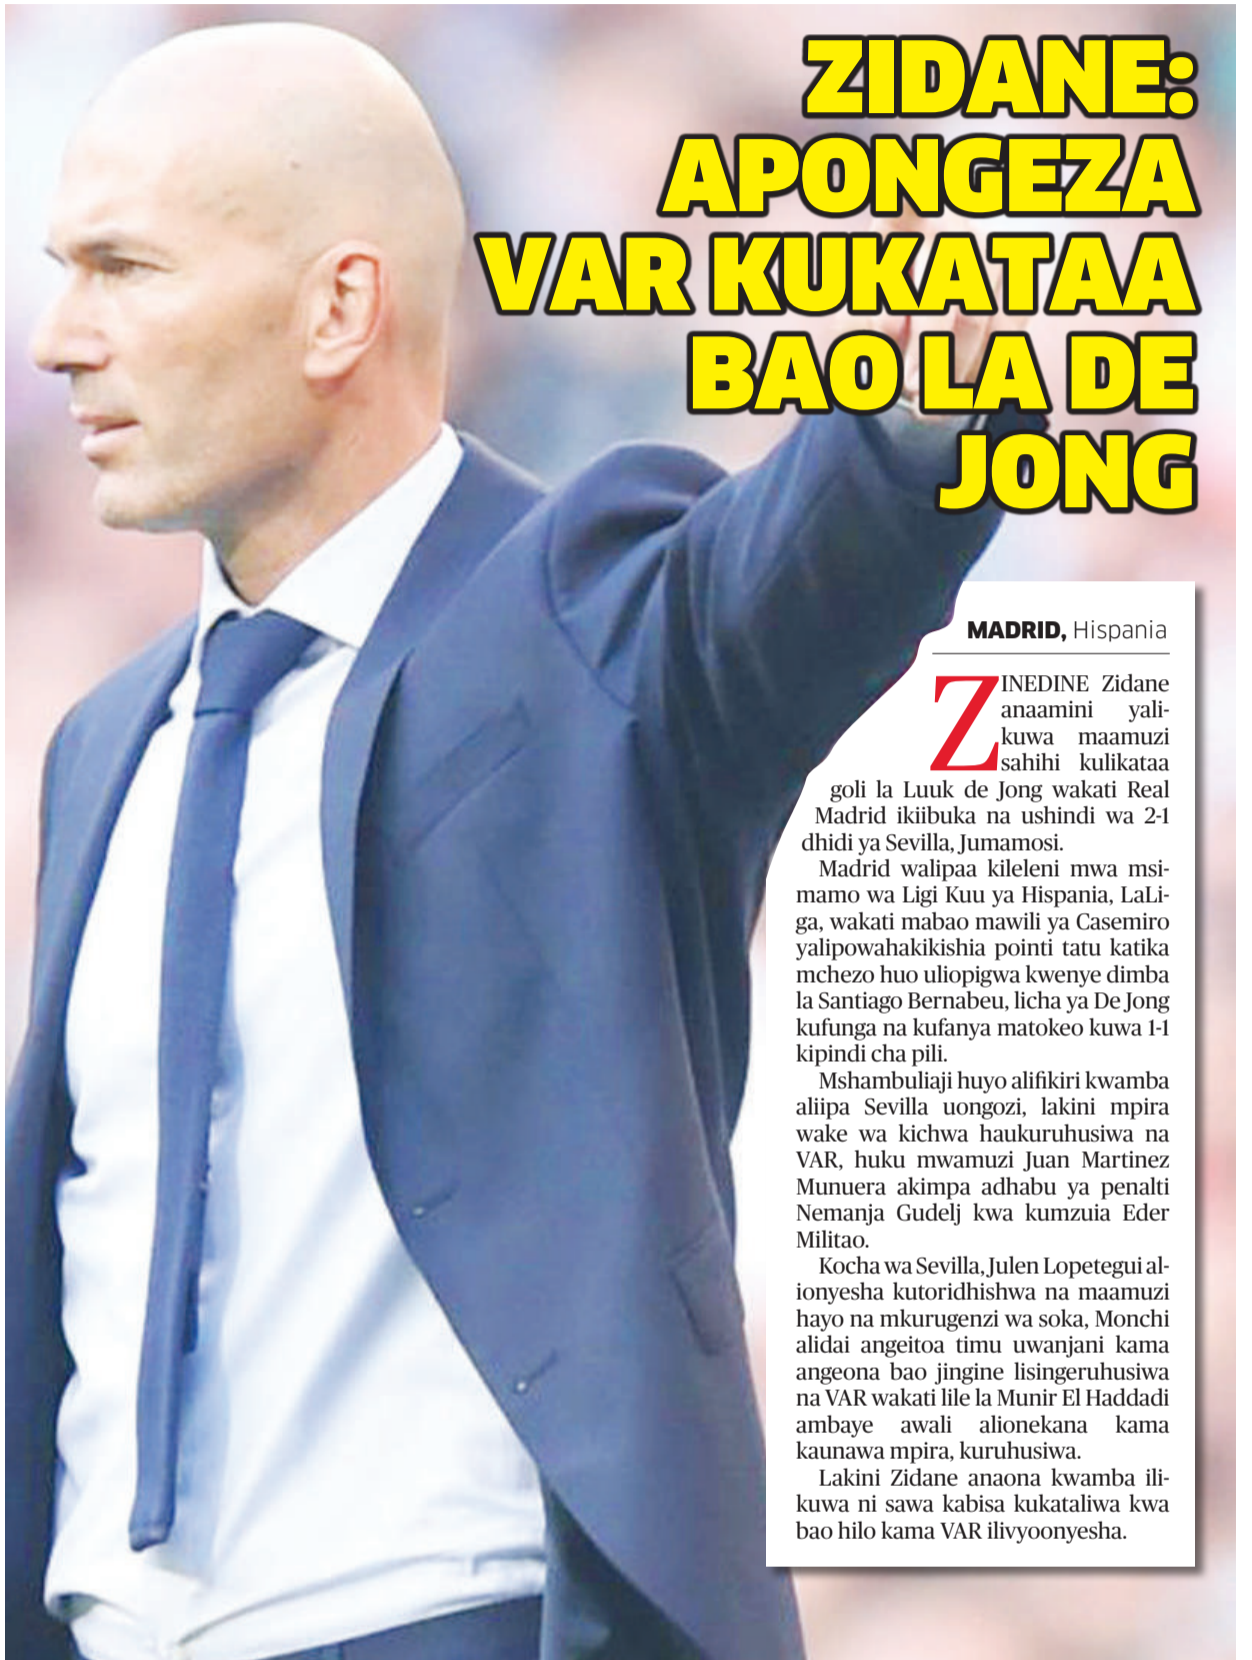 ZIDANE:
APONGEZA
VAR KUKATAA
BAO LA DE
JONG
MADRID, Hispania
ZINEDINE Zidane
anaamini yali-
kuwa maamuzi
sahihi kulikataa
goli la Luuk de Jong wakati Real
Madrid ikiibuka na ushindi wa 2-1
dhidi ya Sevilla, Jumamosi.
Madrid walipaa kileleni mwa msi-
mamo wa Ligi Kuu ya Hispania, LaLi-
ga, wakati mabao mawili ya Casemiro
yalipowahakikishia pointi tatu katika
mchezo huo uliopigwa kwenye dimba
la Santiago Bernabeu, licha ya De Jong
kufunga na kufanya matokeo kuwa 1-1
kipindi cha pili.
Mshambuliaji huyo alifikiri kwamba
aliipa Sevilla uongozi, lakini mpira
wake wa kichwa haukuruhusiwa na
VAR, huku mwamuzi Juan Martinez
Munuera akimpa adhabu ya penalti
Nemanja Gudelj kwa kumzuia Eder
Militao.
Kocha wa Sevilla, Julen Lopetegui al-
ionyesha kutoridhishwa na maamuzi
hayo na mkurugenzi wa soka, Monchi
alidai angeitoa timu uwanjani kama
angeona bao jingine lisingeruhusiwa
na VAR wakati lile la Munir El Haddadi
ambaye awali alionekana kama
kaunawa mpira, kuruhusiwa.
Lakini Zidane anaona kwamba ili-
kuwa ni sawa kabisa kukataliwa kwa
bao hilo kama VAR ilivyoonyesha.